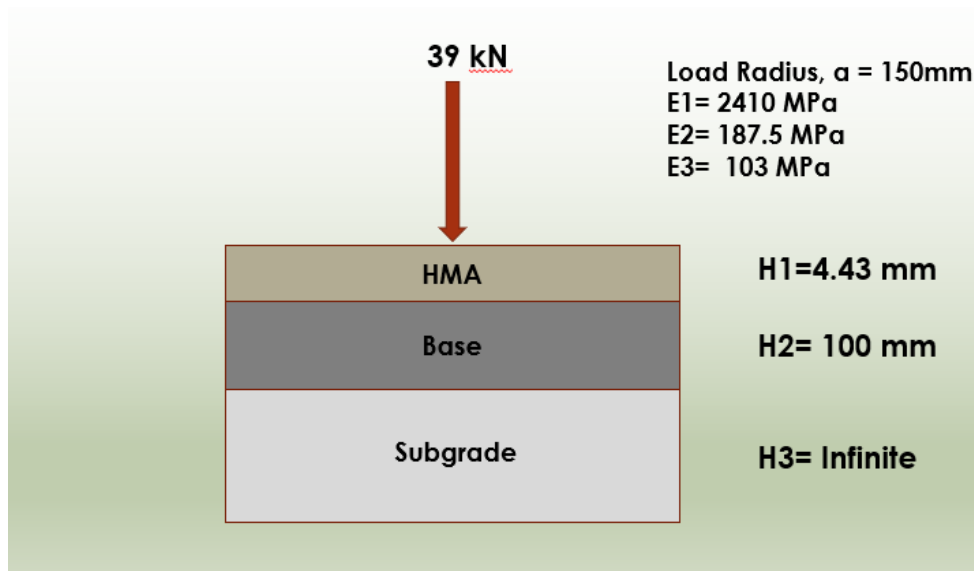 39 kN
Load Radius, a = 150mm
E1= 2410 MPa
E2= 187.5 MPa
E3= 103 MPa
HMA
H1=4.43 mm
Base
H2= 100 mm
Subgrade
H3= Infinite